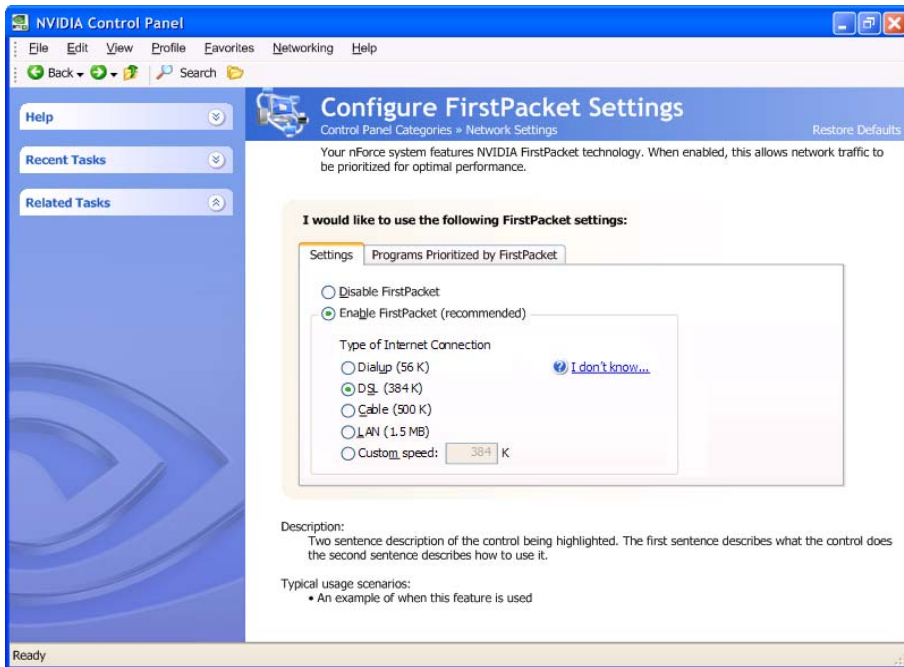 NVIDIA Control Panel
File Edit View Profile Favorites Networking Help
Back Search
Help
Recent Tasks
Related Tasks
Configure FirstPacket Settings
Control Panel Categories » Network Settings
Restore Defaults
Your nForce system features NVIDIA FirstPacket technology. When enabled, this allows network traffic to
be prioritized for optimal performance.
I would like to use the following FirstPacket settings:
Settings Programs Prioritized by FirstPacket
Disable FirstPacket
Enable FirstPacket (recommended)
Type of Internet Connection
Dialup (56 K)
I don't know...
DSL (384 K)
Cable (500 K)
LAN (1.5 MB)
Custom speed: 384 K
Description:
Two sentence description of the control being highlighted. The first sentence describes what the control does
the second sentence describes how to use it.
Typical usage scenarios:
• An example of when this feature is used
Ready